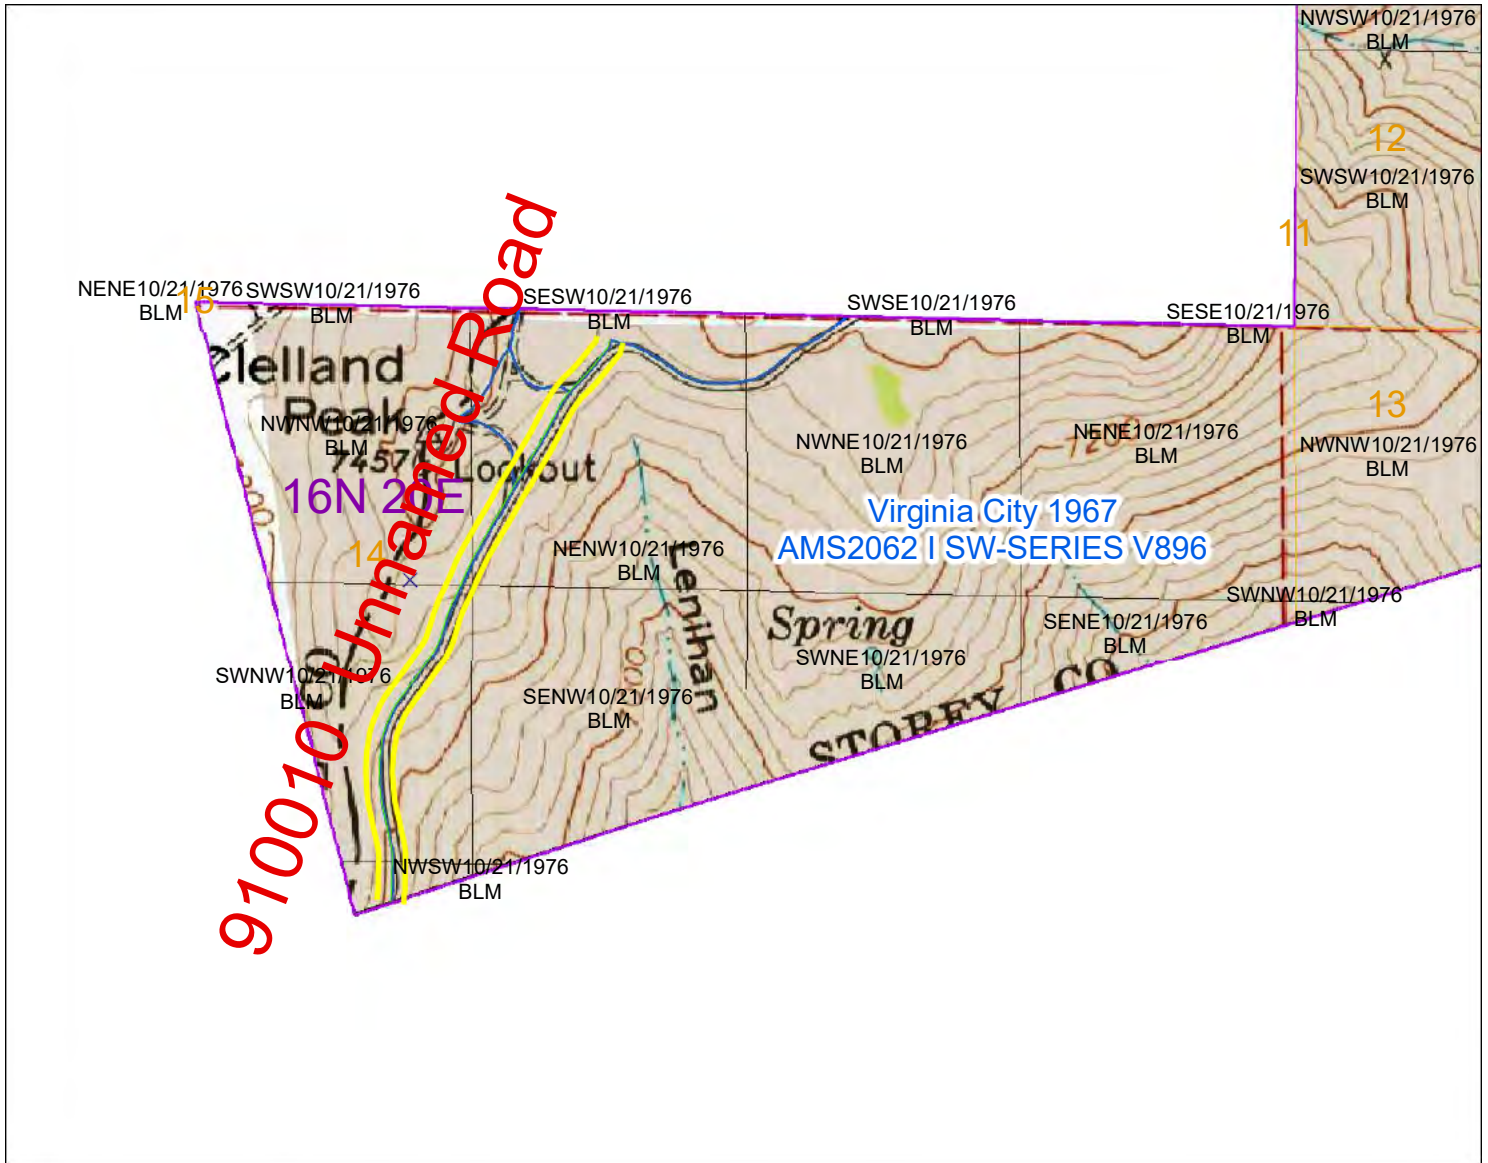 NWSW10/21/1976
BLM
X
12
SWSW10/21/1976
BLM
11
NENE10/21/1976
BLM
15
SWSW10/21/1976
BLM
SESW10/21/1976
BLM
SWSE10/21/1976
BLM
SESE10/21/1976
BLM
Clelland
Peak
7457
Lookout
NWNW10/21/1976
BLM
16N 20E
14
910010 Unnamed Road
NWNE10/21/1976
BLM
NENE10/21/1976
BLM
13
NWNW10/21/1976
BLM
Virginia City 1967
AMS2062 I SW-SERIES V896
NENW10/21/1976
BLM
Lenihan
Spring
SWNW10/21/1976
BLM
SENE10/21/1976
BLM
SWNE10/21/1976
BLM
SWNW10/21/1976
BLM
SENW10/21/1976
BLM
STOREY CO
NWSW10/21/1976
BLM